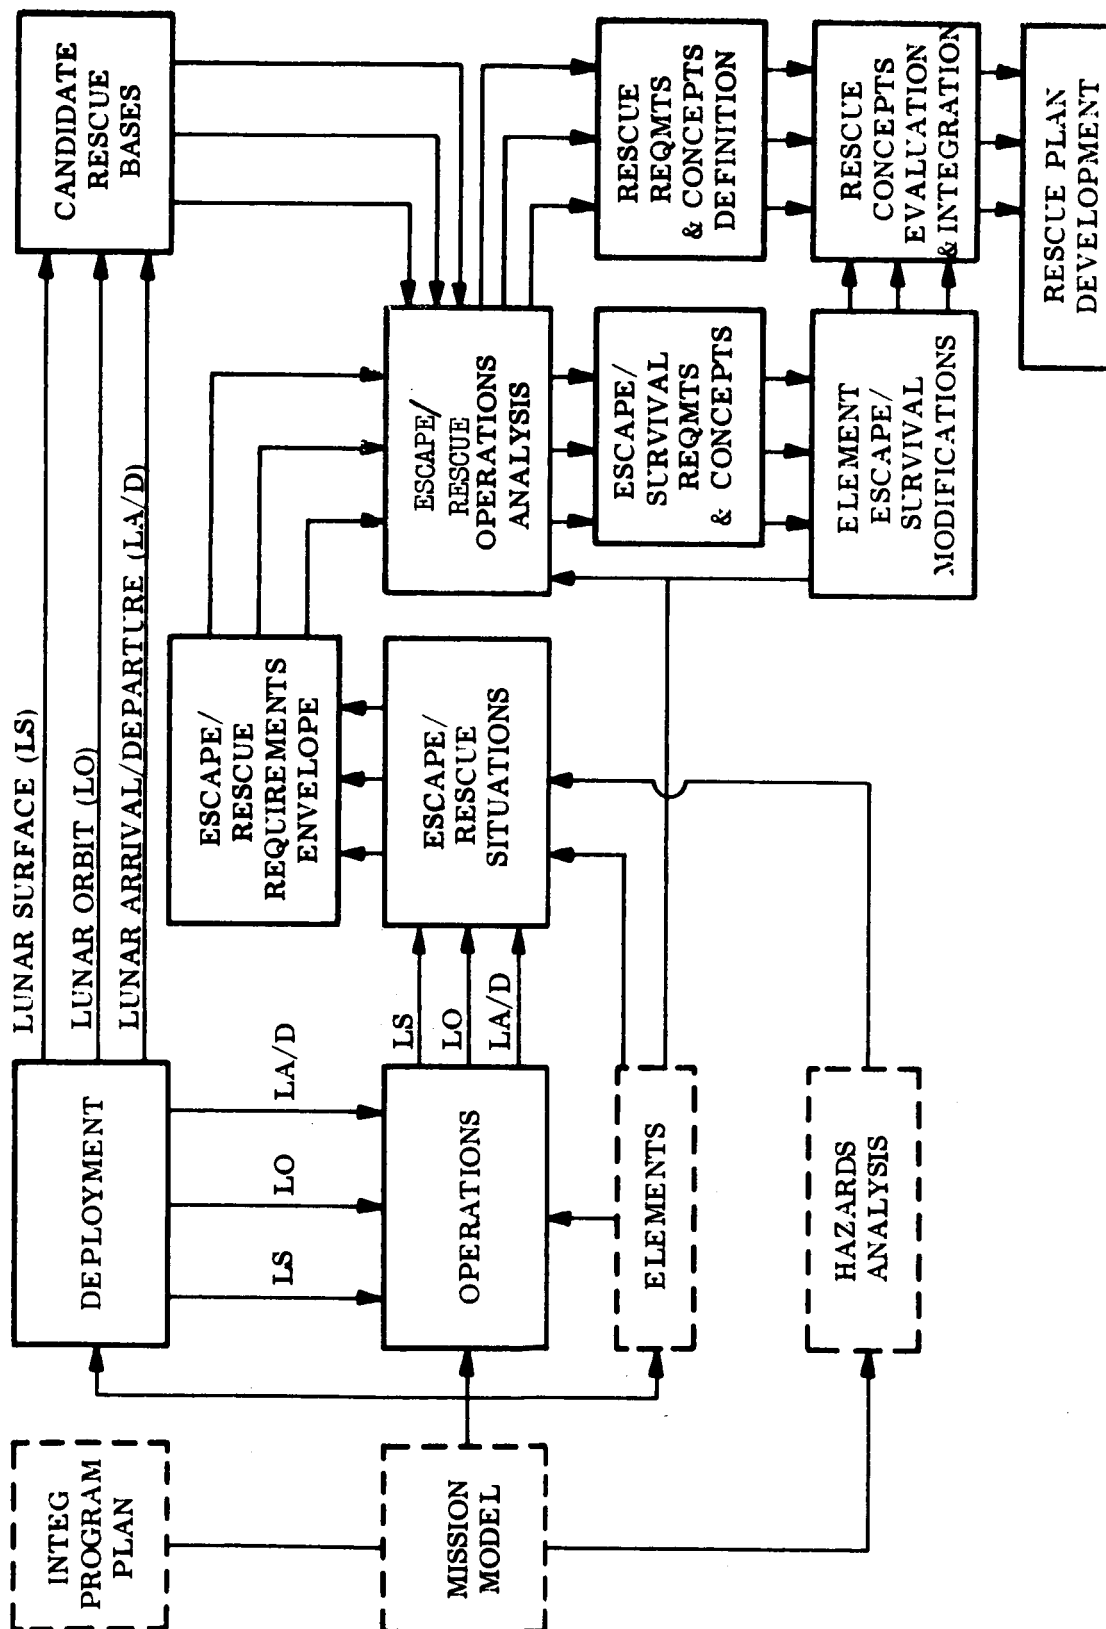 INTEG
PROGRAM
PLAN
MISSION
MODEL
DEPLOYMENT
LS
LO
LA/D
OPERATIONS
ELEMENTS
HAZARDS
ANALYSIS
LUNAR SURFACE (LS)
LUNAR ORBIT (LO)
LUNAR ARRIVAL/DEPARTURE (LA/D)
LS
LO
LA/D
ESCAPE/
RESCUE
REQUIREMENTS
ENVELOPE
ESCAPE/
RESCUE
SITUATIONS
CANDIDATE
RESCUE
BASES
ESCAPE/
RESCUE
OPERATIONS
ANALYSIS
RESCUE
REQMTS
& CONCEPTS
DEFINITION
ESCAPE/
SURVIVAL
REQMTS
& CONCEPTS
RESCUE
CONCEPTS
EVALUATION
& INTEGRATION
ELEMENT
ESCAPE/
SURVIVAL
MODIFICATIONS
RESCUE PLAN
DEVELOPMENT